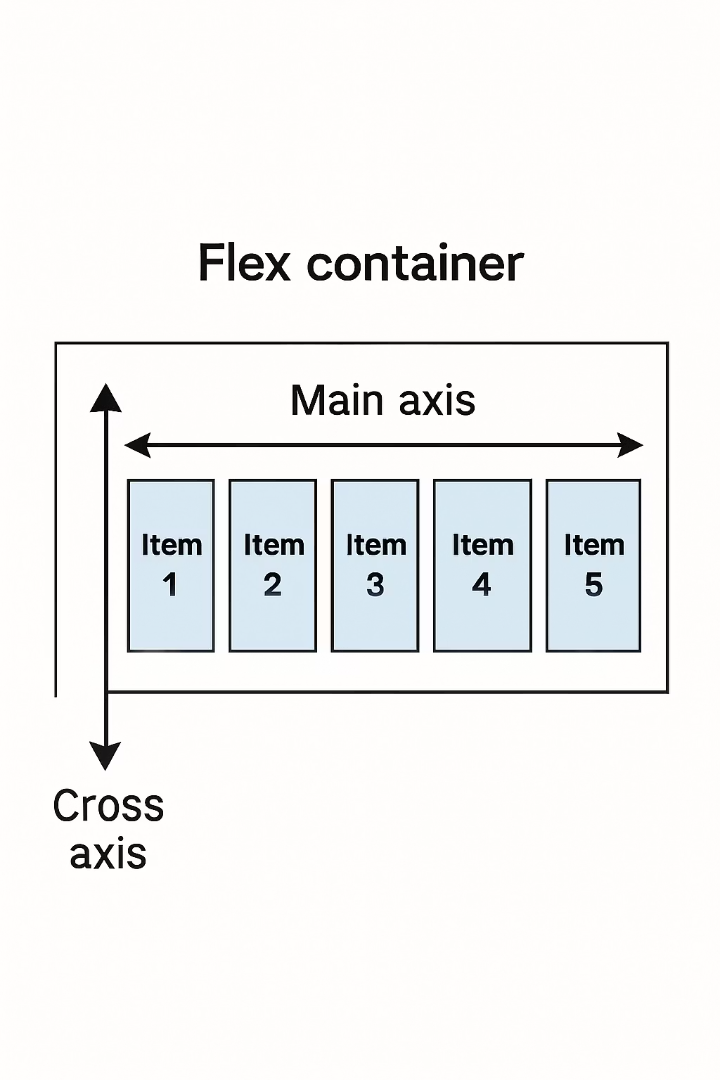 Flex container
Main axis
Item
1
Item
2
Item
3
Item
4
Item
5
Cross
axis